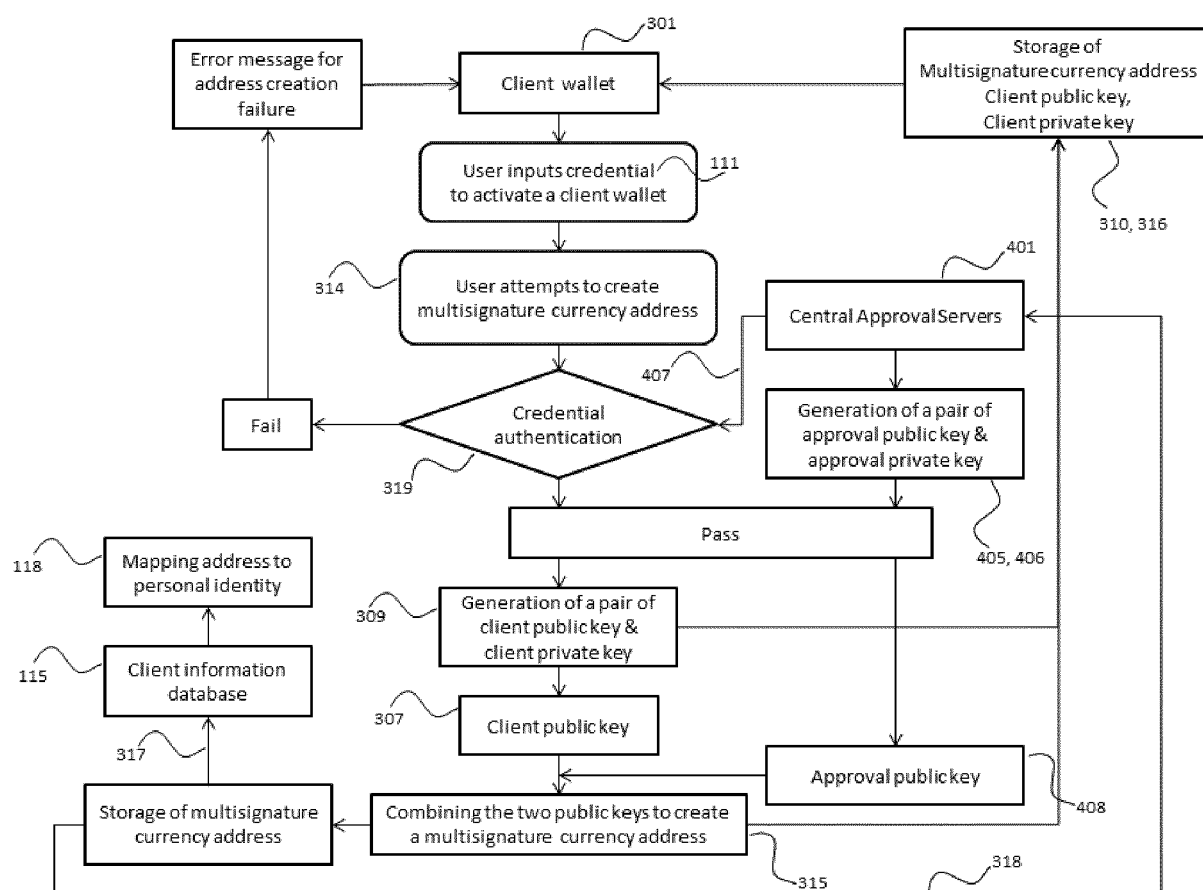 301
Error message for
address creation
failure
Client wallet
Storage of
Multisignature currency address
Client public key,
Client private key
User inputs credential
to activate a client wallet
111
310, 316
314
User attempts to create
multisignature currency address
401
Central Approval Servers
407
Fail
Credential
authentication
319
Generation of a pair of
approval public key &
approval private key
405, 406
Pass
118
Mapping address to
personal identity
309
Generation of a pair of
client public key &
client private key
115
Client information
database
307
Client public key
317
Approval public key
408
Storage of multisignature
currency address
Combining the two public keys to create
a multisignature currency address
315
318